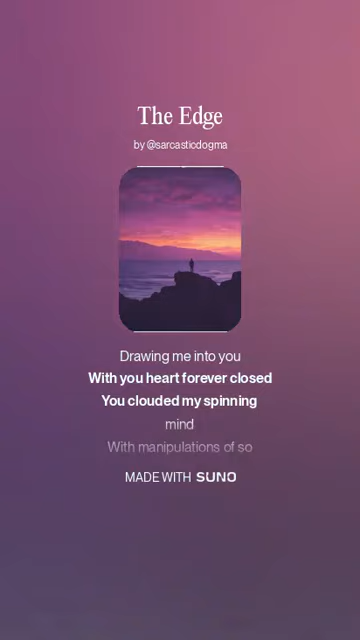 The Edge
by @sarcasticdogma
Drawing me into you
With you heart forever closed
You clouded my spinning
mind
With manipulations of so
MADE WITH SUNO